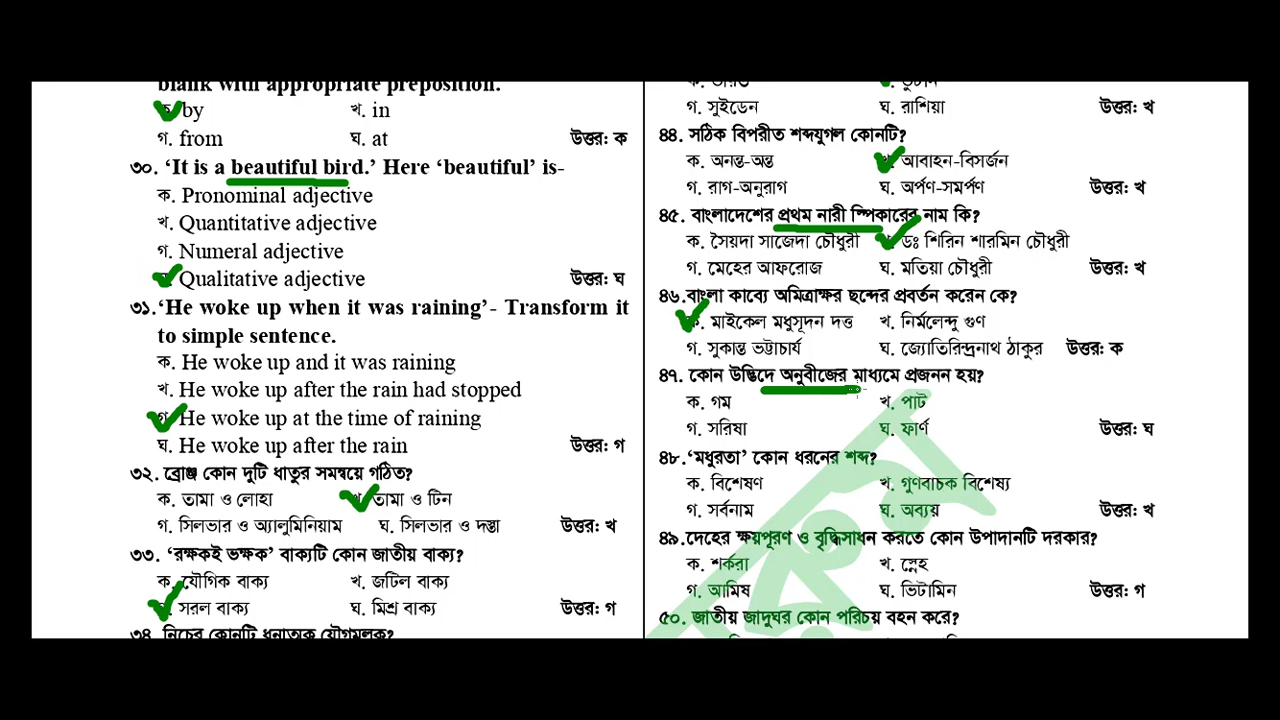 blank with appropriate preposition.
ক. by খ. in
গ. from ঘ. at উত্তর: ক
৩০. ‘It is a beautiful bird.’ Here ‘beautiful’ is-
ক. Pronominal adjective
খ. Quantitative adjective
গ. Numeral adjective
Qualitative adjective উত্তর: ঘ
৩১.‘He woke up when it was raining’- Transform it
to simple sentence.
ক. He woke up and it was raining
খ. He woke up after the rain had stopped
গ. He woke up at the time of raining
ঘ. He woke up after the rain উত্তর: গ
৩২. ব্রোঞ্জ কোন দুটি ধাতুর সমন্বয়ে গঠিত?
ক. তামা ও লোহা খ. তামা ও টিন
গ. সিলভার ও অ্যালুমিনিয়াম ঘ. সিলভার ও দস্তা উত্তর: খ
৩৩. ‘রক্ষকই ভক্ষক’ বাক্যটি কোন জাতীয় বাক্য?
ক. যৌগিক বাক্য খ. জটিল বাক্য
সরল বাক্য ঘ. মিশ্র বাক্য উত্তর: গ
৩৪. নিচের কোনটি ধনাত্মক যৌগমূলক?
গ. সুইডেন ঘ. রাশিয়া উত্তর: খ
৪৪. সঠিক বিপরীত শব্দযুগল কোনটি?
ক. অনন্ত-অন্ত খ. আবাহন-বিসর্জন
গ. রাগ-অনুরাগ ঘ. অর্পণ-সমর্পণ উত্তর: খ
৪৫. বাংলাদেশের প্রথম নারী স্পিকারের নাম কি?
ক. সৈয়দা সাজেদা চৌধুরী খ. ডঃ শিরিন শারমিন চৌধুরী
গ. মেহের আফরোজ ঘ. মতিয়া চৌধুরী উত্তর: খ
৪৬.বাংলা কাব্যে অমিত্রাক্ষর ছন্দের প্রবর্তন করেন কে?
ক. মাইকেল মধুসূদন দত্ত খ. নির্মলেন্দু গুণ
গ. সুকান্ত ভট্টাচার্য ঘ. জ্যোতিরিন্দ্রনাথ ঠাকুর উত্তর: ক
৪৭. কোন উদ্ভিদে অনুবীজের মাধ্যমে প্রজনন হয়?
ক. গম খ. পাট
গ. সরিষা ঘ. ফার্ণ উত্তর: ঘ
৪৮.‘মধুরতা’ কোন ধরনের শব্দ?
ক. বিশেষণ খ. গুণবাচক বিশেষ্য
গ. সর্বনাম ঘ. অব্যয় উত্তর: খ
৪৯.দেহের ক্ষয়পূরণ ও বৃদ্ধিসাধন করতে কোন উপাদানটি দরকার?
ক. শর্করা খ. স্নেহ
গ. আমিষ ঘ. ভিটামিন উত্তর: গ
৫০. জাতীয় জাদুঘর কোন পরিচয় বহন করে?